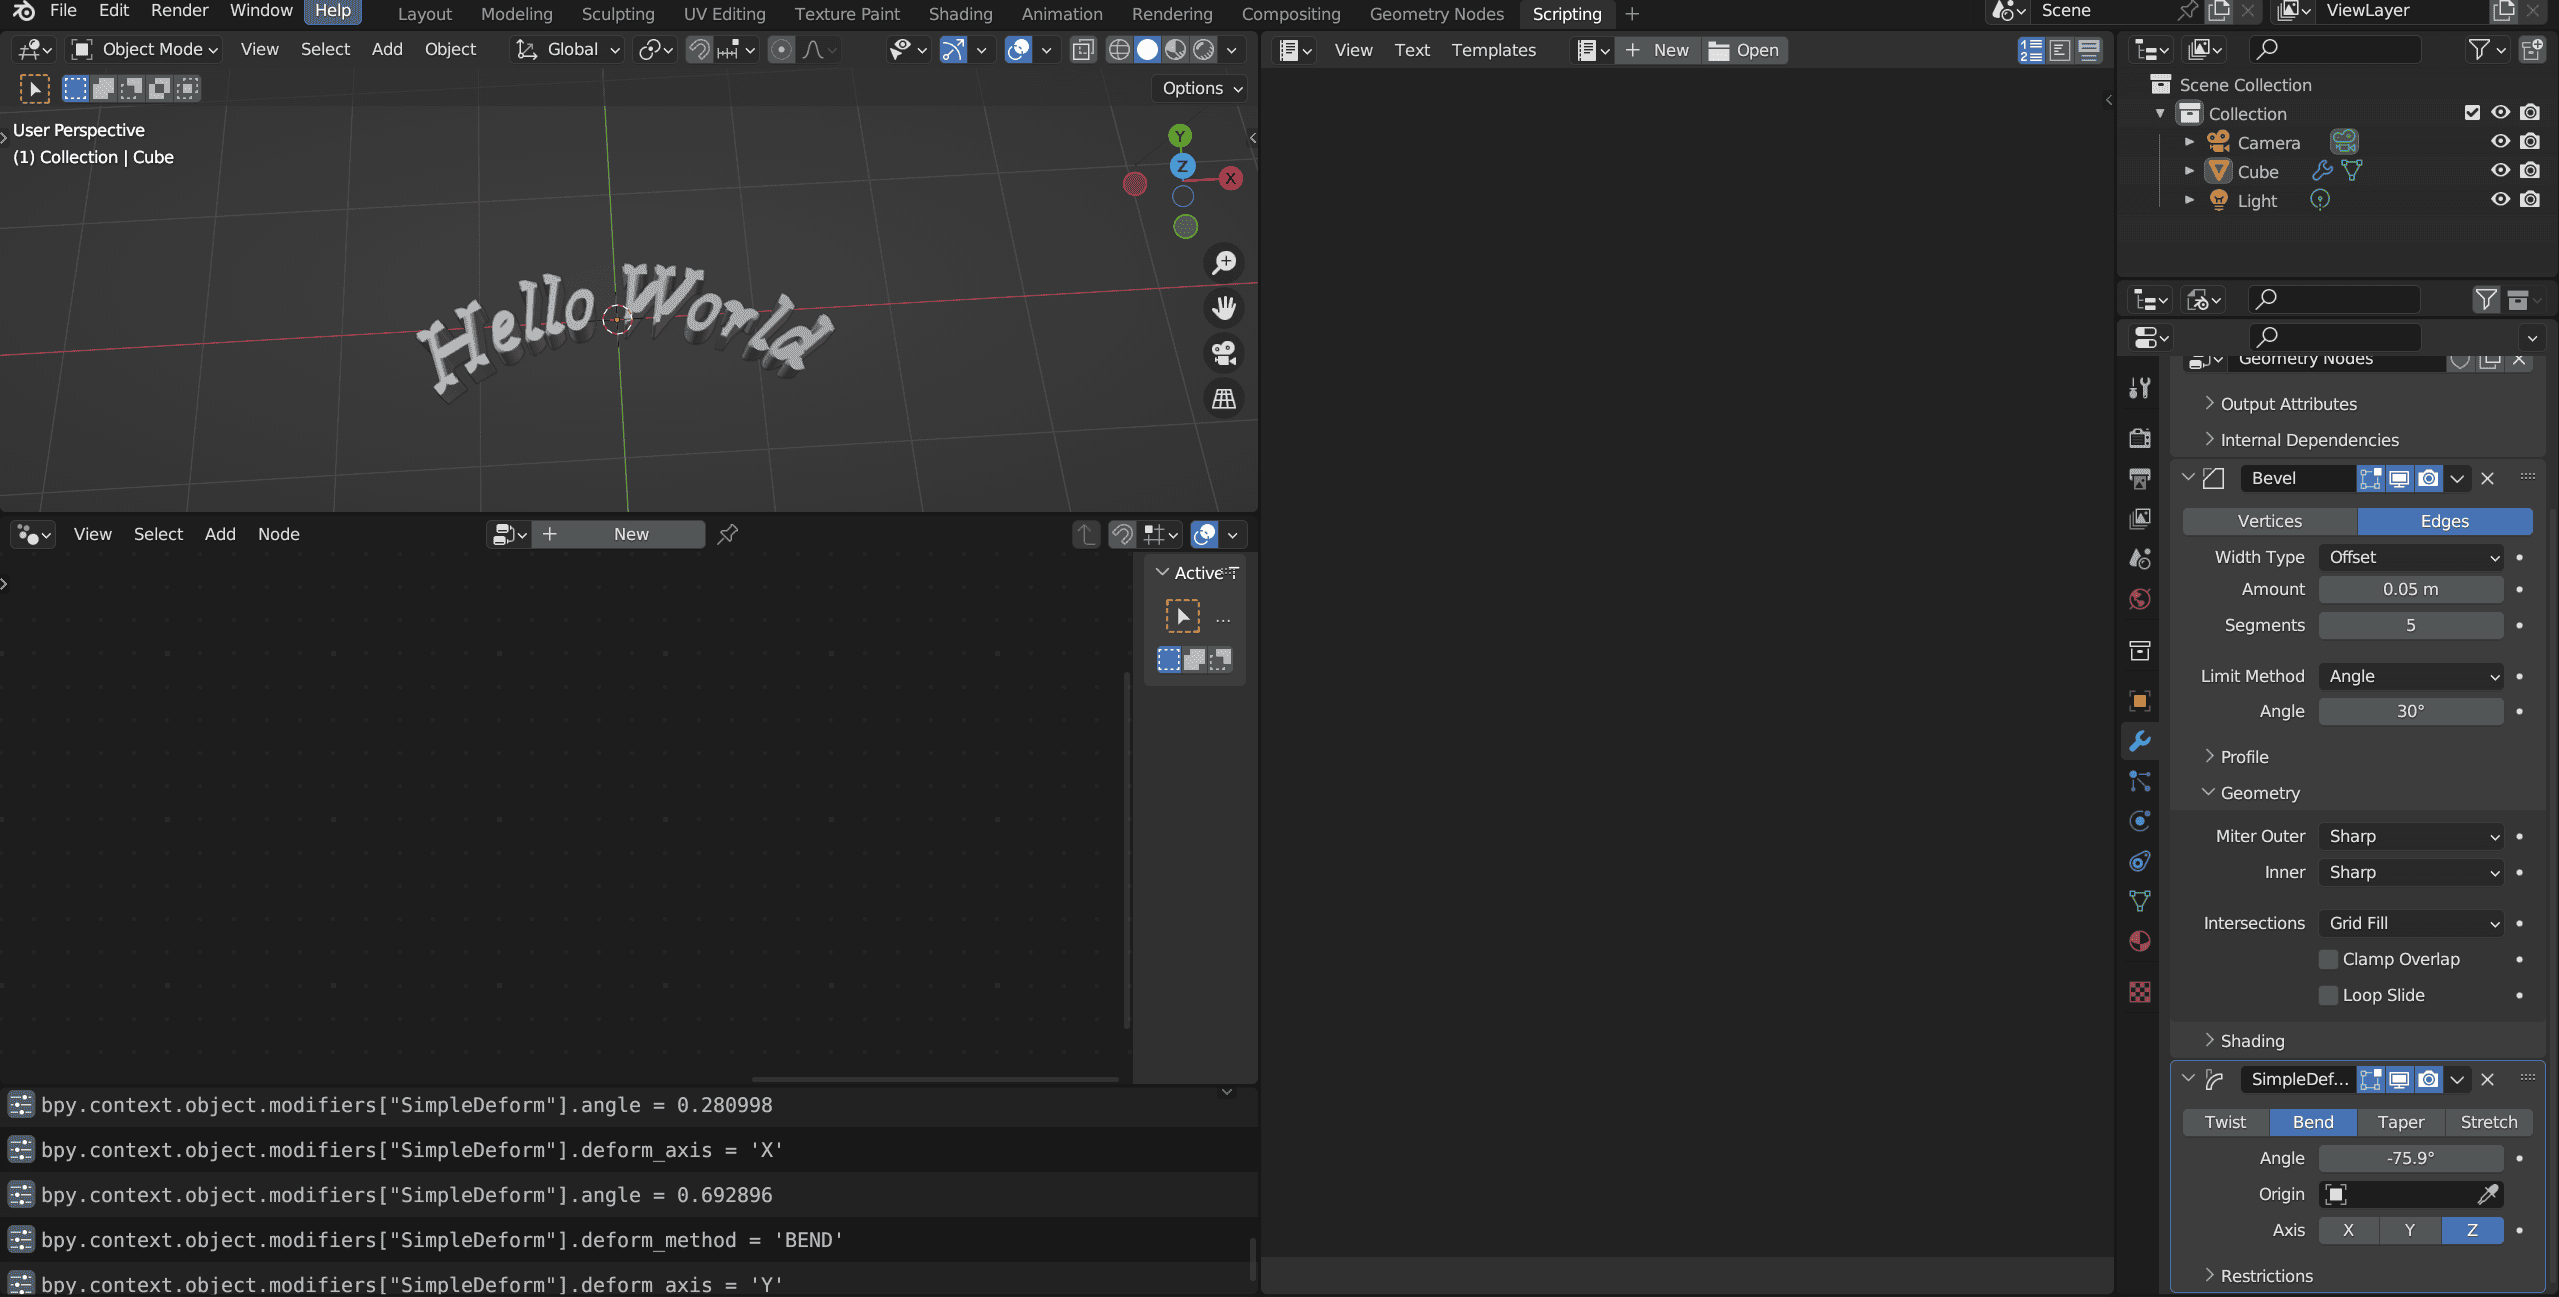 File Edit Render Window Help Layout Modeling Sculpting UV Editing Texture Paint Shading Animation Rendering Compositing Geometry Nodes Scripting Scene ViewLayer
Object Mode View Select Add Object Global
Options
User Perspective
(1) Collection | Cube
Y
Z
X
Hello World
View Select Add Node New
Active T
...
bpy.context.object.modifiers["SimpleDeform"].angle = 0.280998
bpy.context.object.modifiers["SimpleDeform"].deform_axis = 'X'
bpy.context.object.modifiers["SimpleDeform"].angle = 0.692896
bpy.context.object.modifiers["SimpleDeform"].deform_method = 'BEND'
bpy.context.object.modifiers["SimpleDeform"].deform_axis = 'Y'
View Text Templates New Open
Scene Collection
Collection
Camera
Cube
Light
Geometry Nodes
Output Attributes
Internal Dependencies
Bevel
Vertices Edges
Width Type Offset
Amount 0.05 m
Segments 5
Limit Method Angle
Angle 30°
Profile
Geometry
Miter Outer Sharp
Inner Sharp
Intersections Grid Fill
Clamp Overlap
Loop Slide
Shading
SimpleDef...
Twist Bend Taper Stretch
Angle -75.9°
Origin
Axis X Y Z
Restrictions